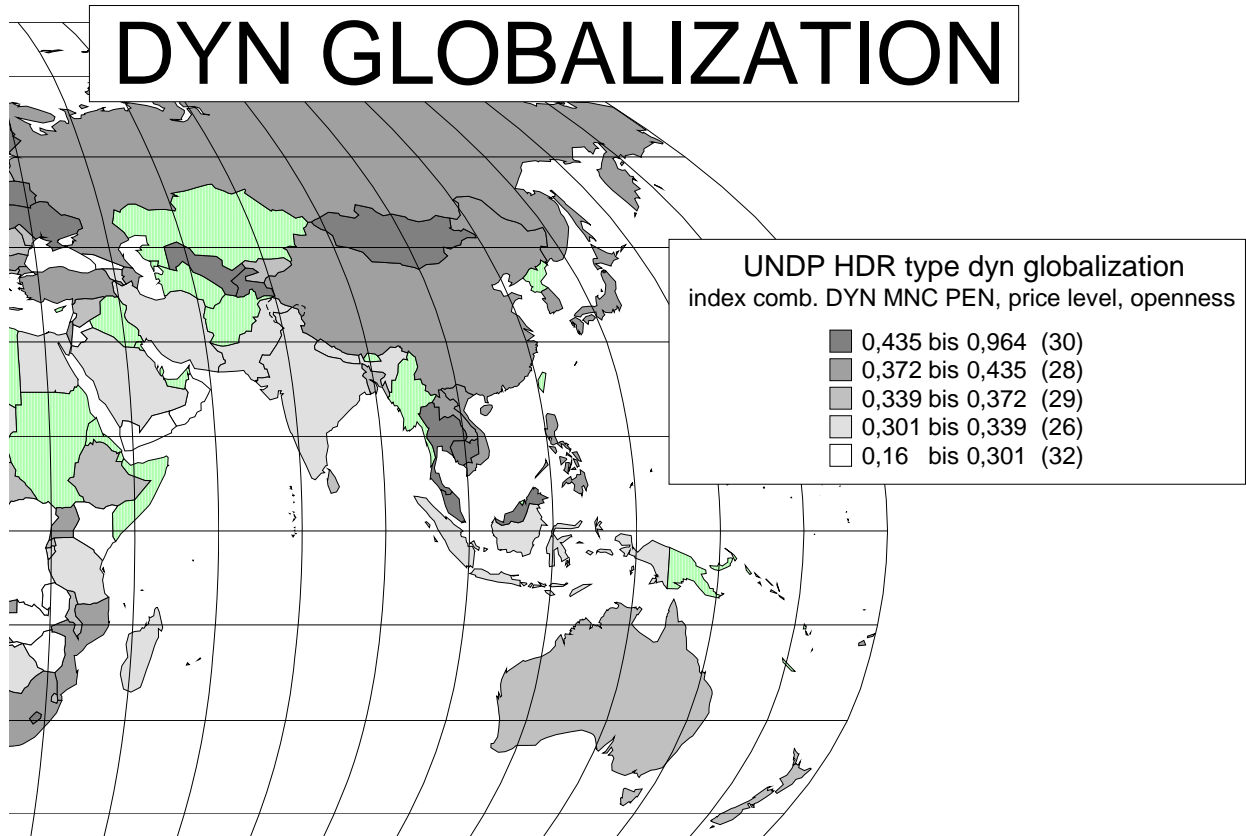 DYN GLOBALIZATION
UNDP HDR type dyn globalization
index comb. DYN MNC PEN, price level, openness
0,435 bis 0,964 (30)
0,372 bis 0,435 (28)
0,339 bis 0,372 (29)
0,301 bis 0,339 (26)
0,16 bis 0,301 (32)